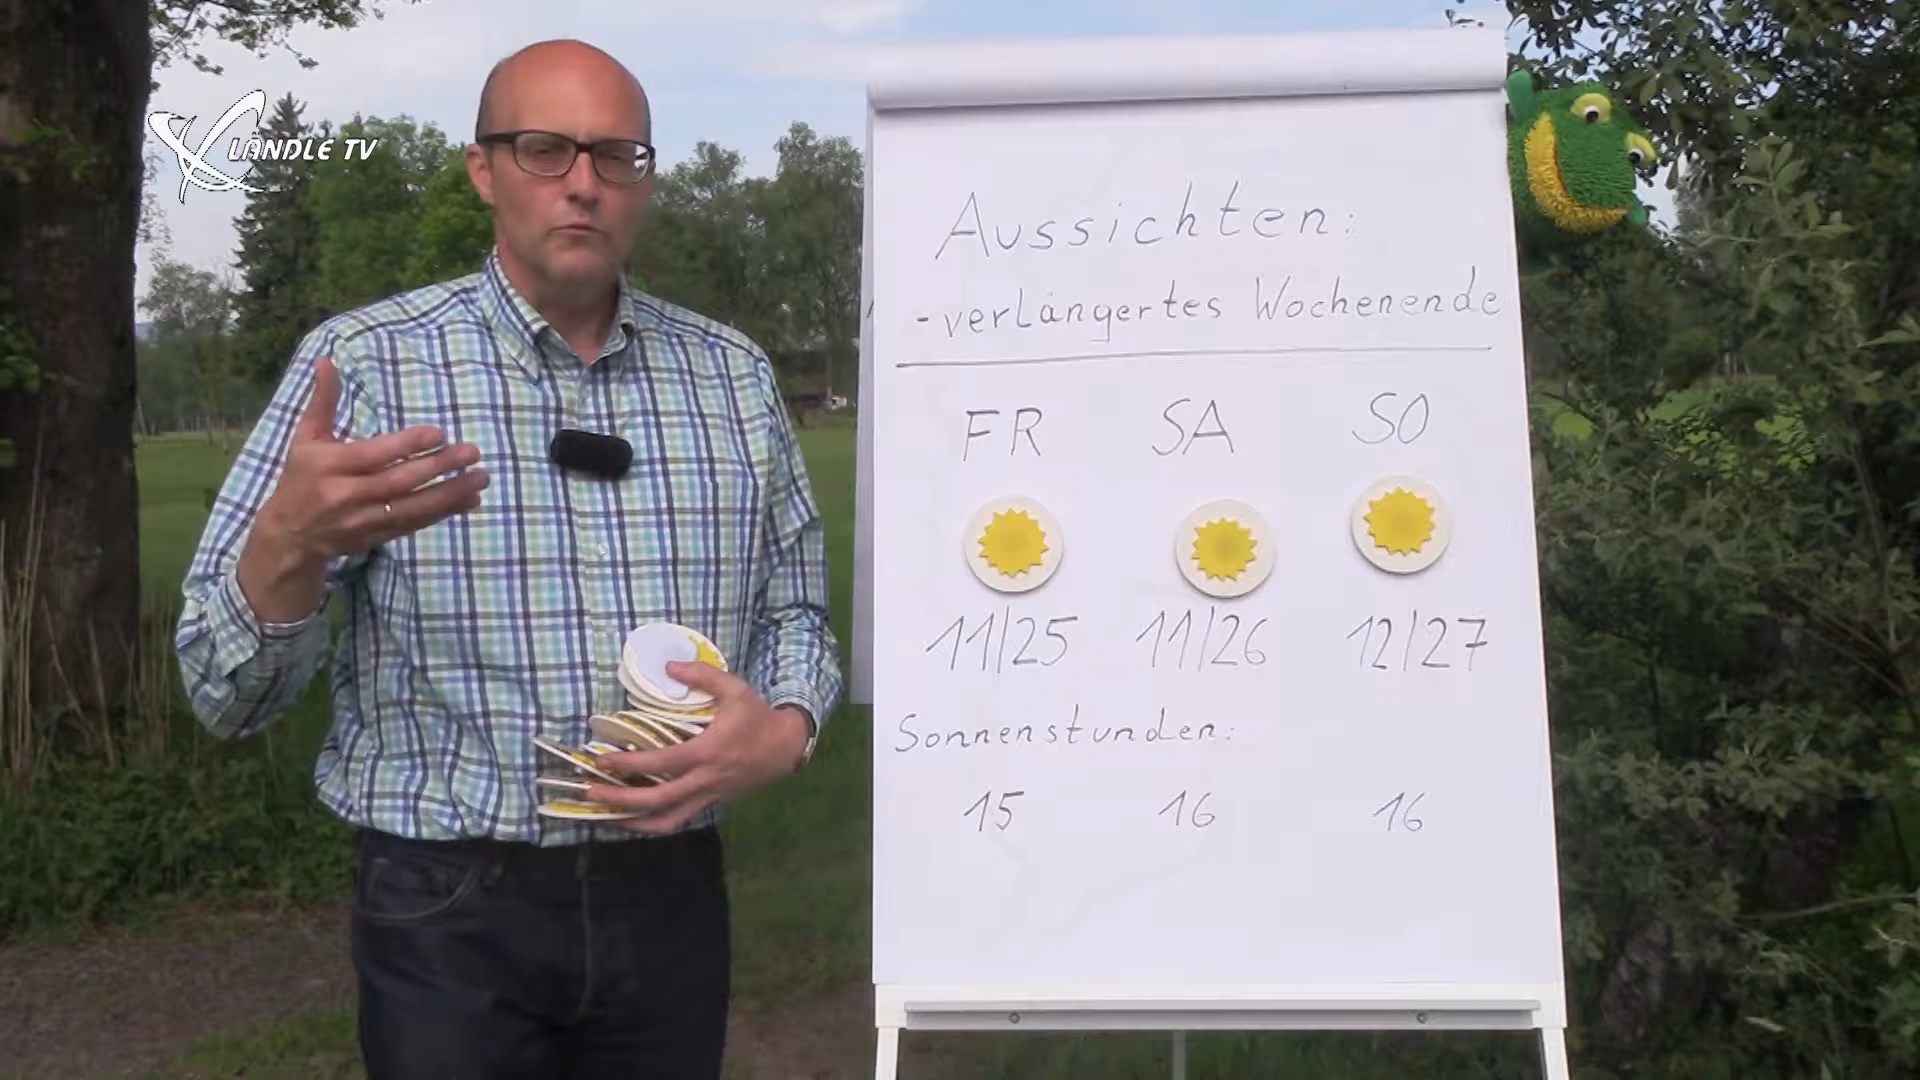 LÄNDLE TV
Aussichten:
-verlängertes Wochenende
FR SA SO
11/25 11/26 12/27
Sonnenstunden:
15 16 16